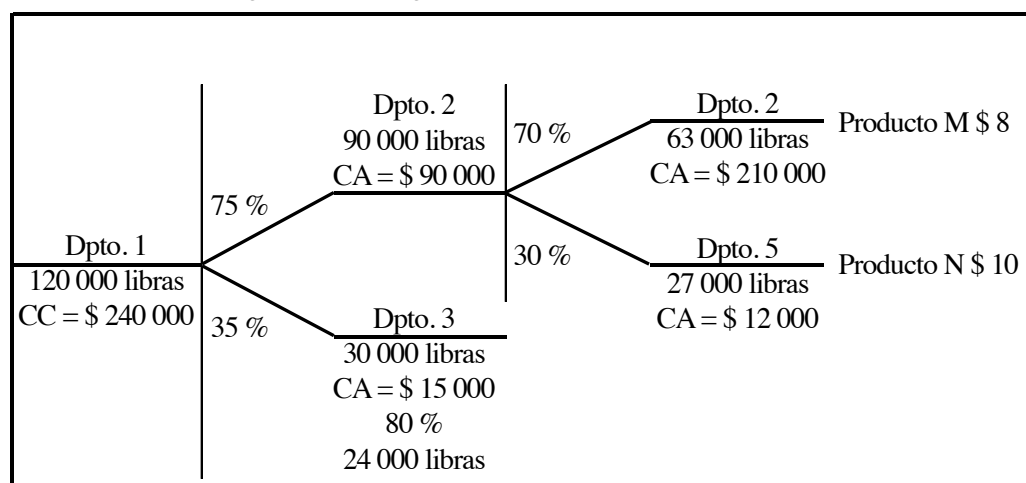 Dpto. 1
120 000 libras
CC = $ 240 000
75 %
35 %
Dpto. 2
90 000 libras
CA = $ 90 000
Dpto. 3
30 000 libras
CA = $ 15 000
80 %
24 000 libras
70 %
30 %
Dpto. 2
63 000 libras
CA = $ 210 000
Producto M $ 8
Dpto. 5
27 000 libras
CA = $ 12 000
Producto N $ 10